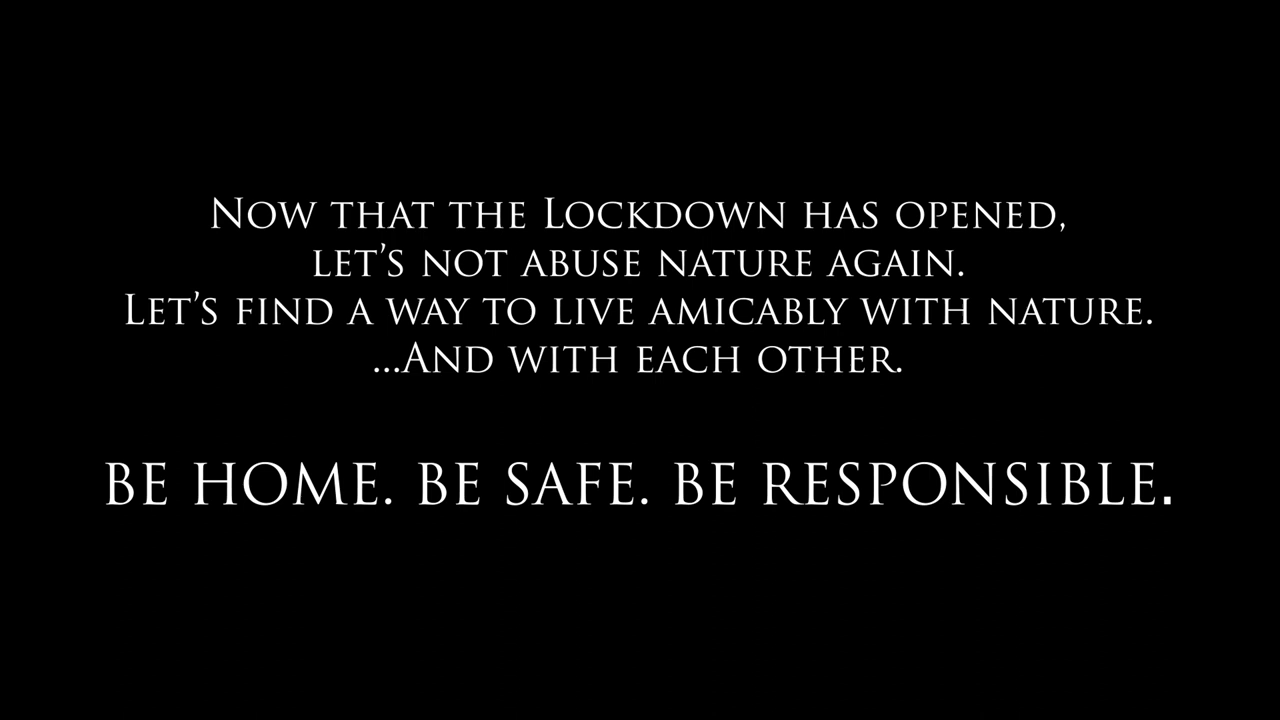 Now that the Lockdown has opened,
let's not abuse nature again.
Let's find a way to live amicably with nature.
...And with each other.
BE HOME. BE SAFE. BE RESPONSIBLE.